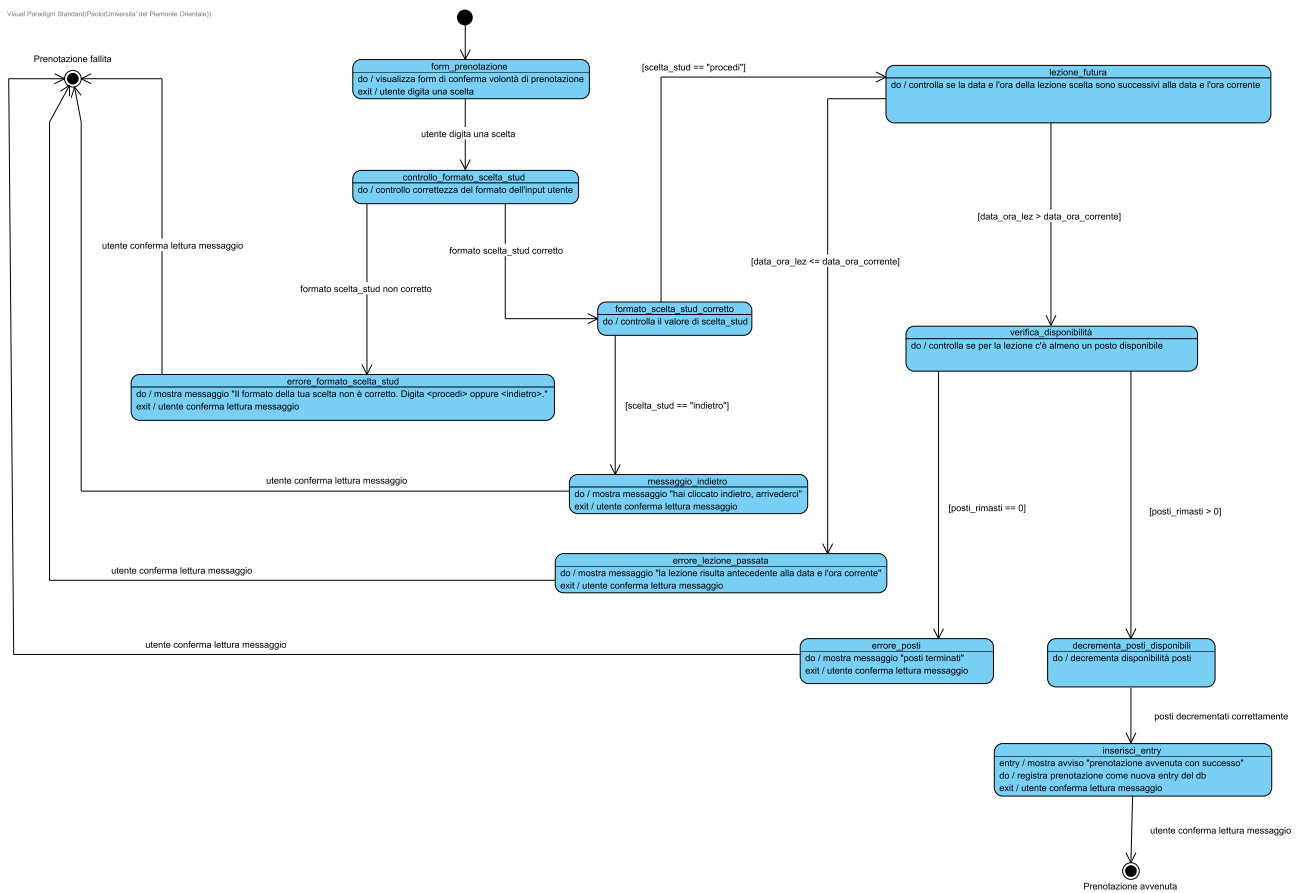 Visual Paradigm Standard(Paolo(Universita' del Piemonte Orientale))
Prenotazione fallita
form_prenotazione
do / visualizza form di conferma volontà di prenotazione
exit / utente digita una scelta
[scelta_stud == "procedi"]
lezione_futura
do / controlla se la data e l'ora della lezione scelta sono successivi alla data e l'ora corrente
utente digita una scelta
controllo_formato_scelta_stud
do / controllo correttezza del formato dell'input utente
[data_ora_lez > data_ora_corrente]
utente conferma lettura messaggio
formato scelta_stud corretto
[data_ora_lez <= data_ora_corrente]
formato scelta_stud non corretto
formato_scelta_stud_corretto
do / controlla il valore di scelta_stud
verifica_disponibilità
do / controlla se per la lezione c'è almeno un posto disponibile
errore_formato_scelta_stud
do / mostra messaggio "Il formato della tua scelta non è corretto. Digita <procedi> oppure <indietro>."
exit / utente conferma lettura messaggio
[scelta_stud == "indietro"]
utente conferma lettura messaggio
messaggio_indietro
do / mostra messaggio "hai cliccato indietro, arrivederci"
exit / utente conferma lettura messaggio
[posti_rimasti == 0]
[posti_rimasti > 0]
utente conferma lettura messaggio
errore_lezione_passata
do / mostra messaggio "la lezione risulta antecedente alla data e l'ora corrente"
exit / utente conferma lettura messaggio
utente conferma lettura messaggio
errore_posti
do / mostra messaggio "posti terminati"
exit / utente conferma lettura messaggio
decrementa_posti_disponibili
do / decrementa disponibilità posti
posti decrementati correttamente
inserisci_entry
entry / mostra avviso "prenotazione avvenuta con successo"
do / registra prenotazione come nuova entry del db
exit / utente conferma lettura messaggio
utente conferma lettura messaggio
Prenotazione avvenuta